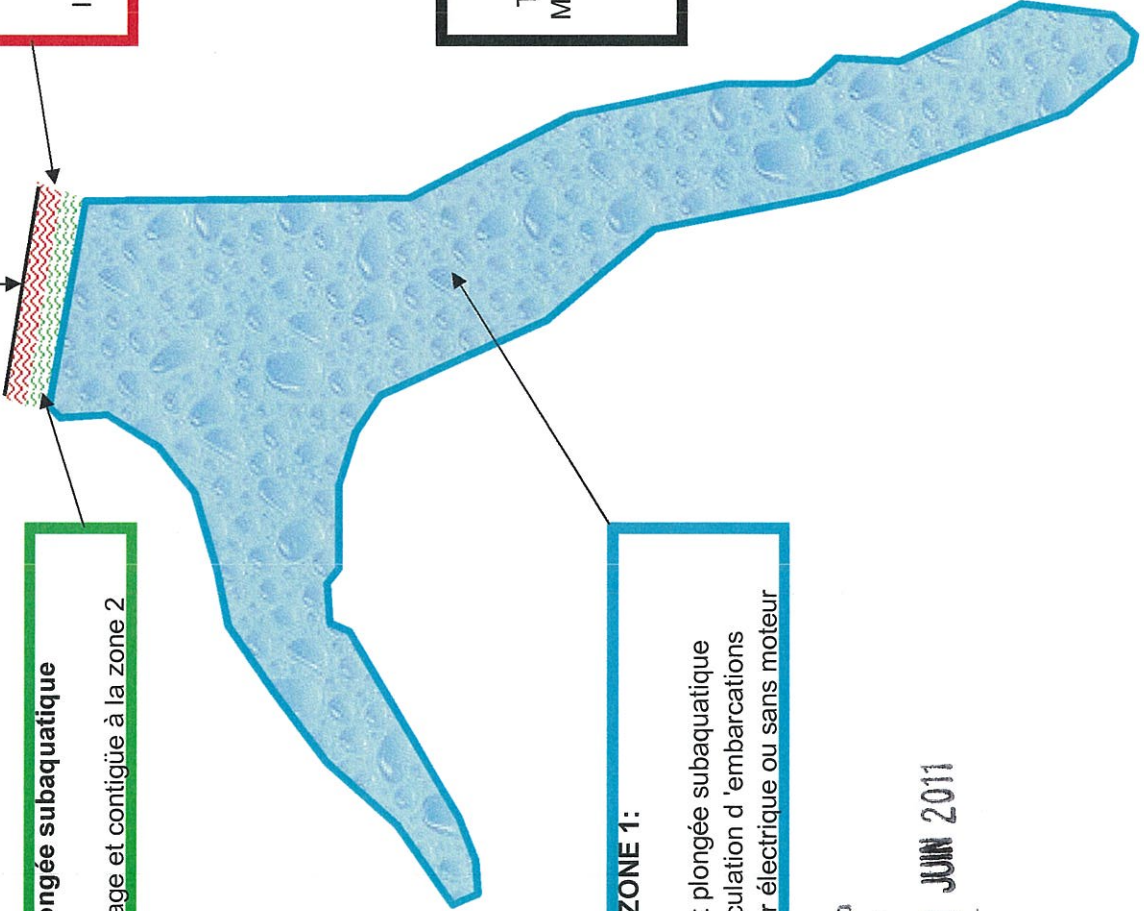 ongée subaquatique
age et contigüe à la zone 2
ZONE 1:
: plongée subaquatique
culation d 'embarcations
r électrique ou sans moteur
JUIN 2011